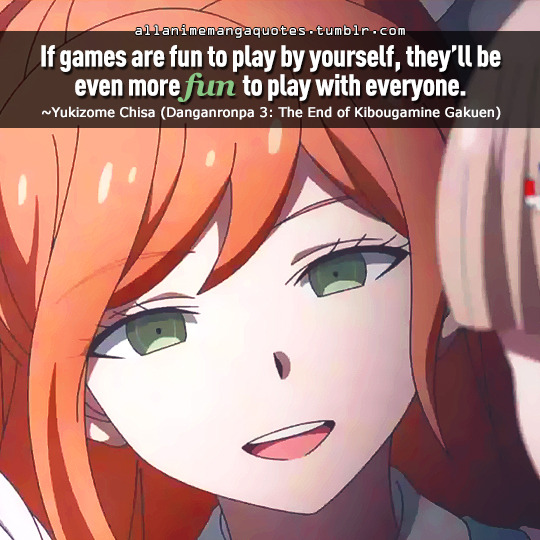 allanimemangaquotes.tumblr.com
If games are fun to play by yourself, they'll be
even more fun to play with everyone.
~Yukizome Chisa (Danganronpa 3: The End of Kibougamine Gakuen)